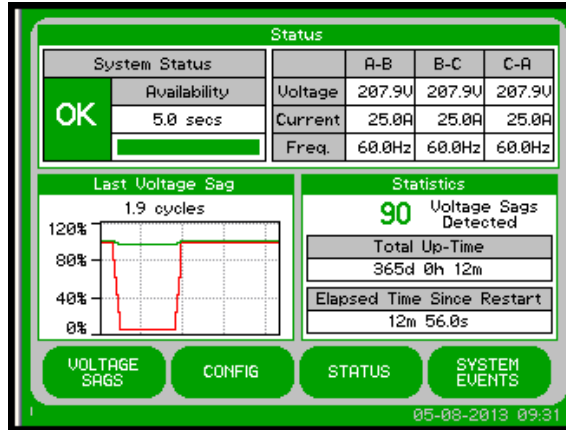 Status
System Status
A-B B-C C-A
OK
Availability
Voltage 207.9V 207.9V 207.9V
5.0 secs
Current 25.0A 25.0A 25.0A
Freq. 60.0Hz 60.0Hz 60.0Hz
Last Voltage Sag
1.9 cycles
120%
80%
40%
0%
Statistics
90 Voltage Sags
Detected
Total Up-Time
365d 0h 12m
Elapsed Time Since Restart
12m 56.0s
VOLTAGE
SAGS
CONFIG
STATUS
SYSTEM
EVENTS
05-08-2013 09:31